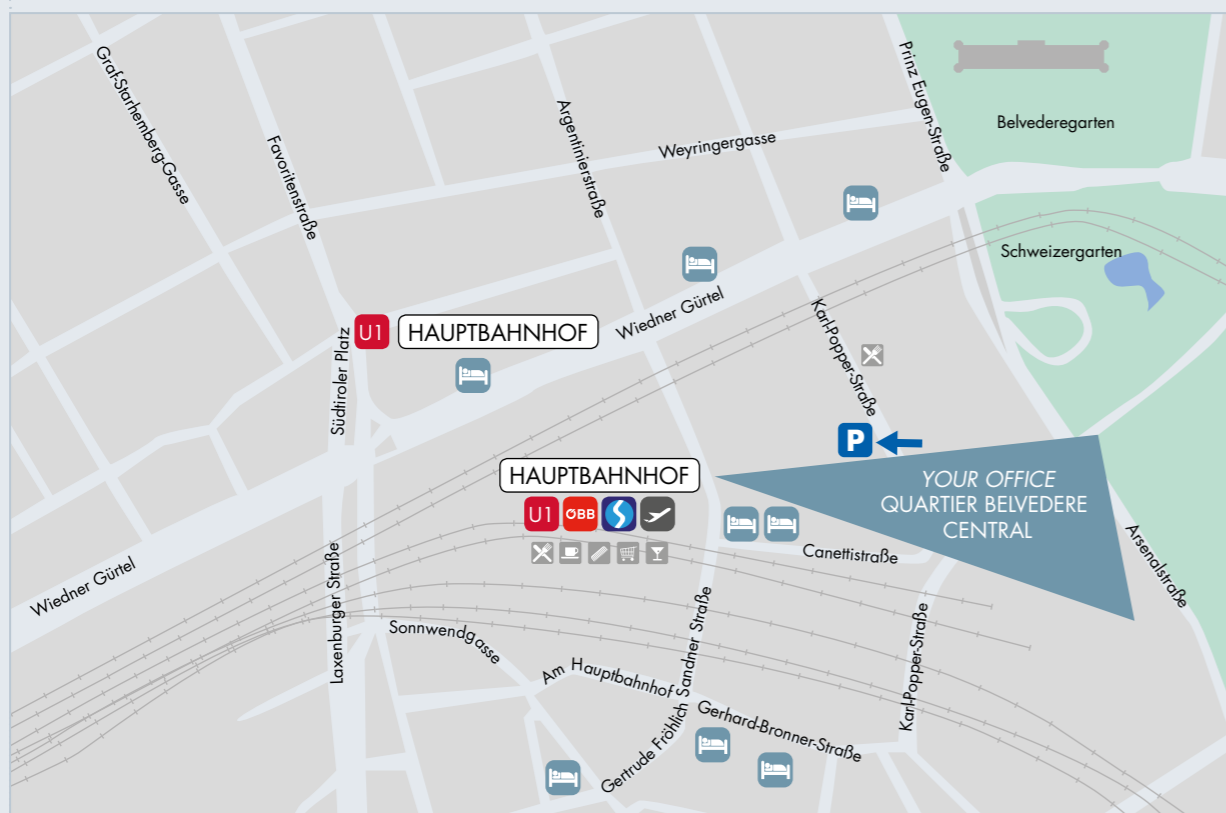 Graf-Starhemberg-Gasse
Favoritenstraße
Argentinierstraße
Weyringergasse
Prinz Eugen-Straße
Belvederegarten
Schweizergarten
Südtiroler Platz
U1
HAUPTBAHNHOF
Wiedner Gürtel
Karl-Popper-Straße
P
HAUPTBAHNHOF
U1
ÖBB
S
YOUR OFFICE
QUARTIER BELVEDERE
CENTRAL
Canettistraße
Arsenalstraße
Wiedner Gürtel
Laxenburger Straße
Sonnwendgasse
Am Hauptbahnhof
Gertrude Fröhlich Sandner Straße
Gerhard-Bronner-Straße
Karl-Popper-Straße